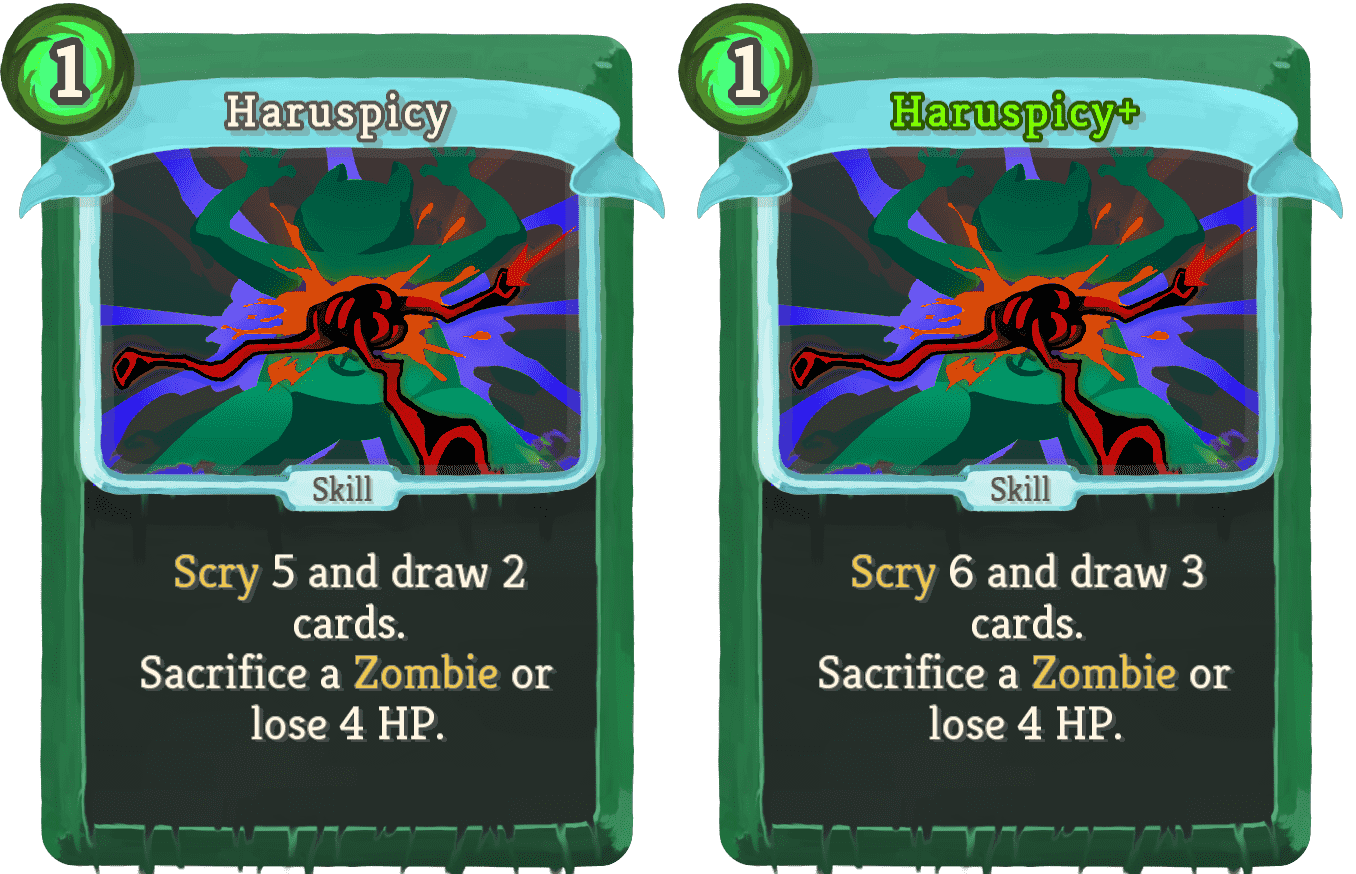 1
Haruspicy
Skill
Scry 5 and draw 2
cards.
Sacrifice a Zombie or
lose 4 HP.
1
Haruspicy+
Skill
Scry 6 and draw 3
cards.
Sacrifice a Zombie or
lose 4 HP.